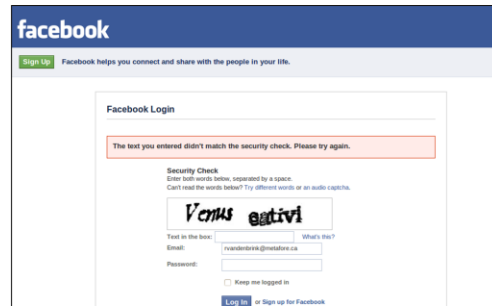 facebook
Sign Up Facebook helps you connect and share with the people in your life.
Facebook Login
The text you entered didn't match the security check. Please try again.
Security Check
Enter both words below, separated by a space.
Can't read the words below? Try different words or an audio captcha.
Venus sativi
Text in the box: What's this?
Email: rvandenbrink@metafore.ca
Password:
Keep me logged in
Log In or Sign up for Facebook